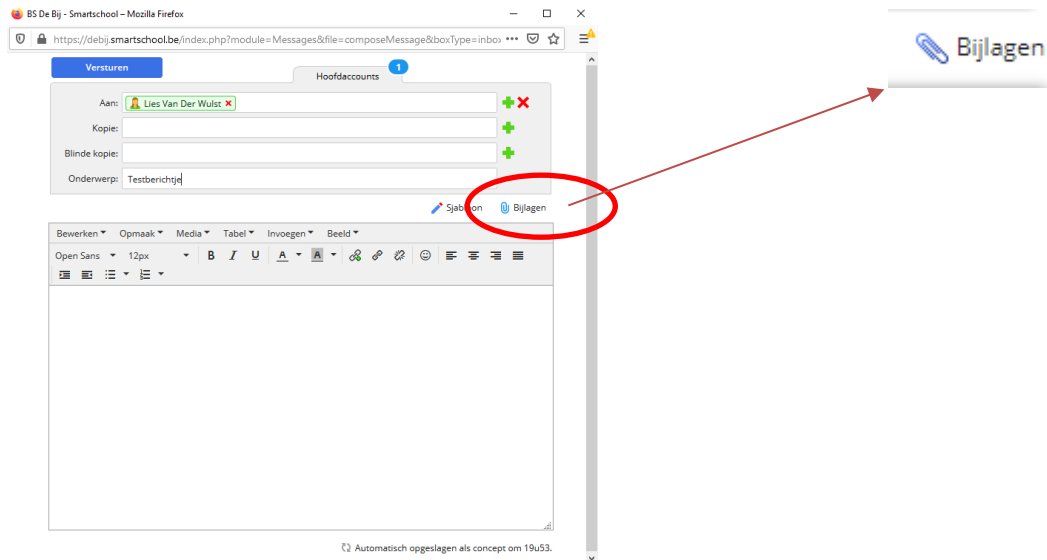 BS De Bij - Smartschool – Mozilla Firefox
https://debij.smartschool.be/index.php?module=Messages&file=composeMessage&boxType=inbox
Bijlagen
Versturen
Hoofdaccounts 1
Aan: Lies Van Der Wulst
Kopie:
Blinde kopie:
Onderwerp: Testberichtje
Sjabloon Bijlagen
Bewerken Opmaak Media Tabel Invoegen Beeld
Open Sans 12px B I U A A
Automatisch opgeslagen als concept om 19u53.